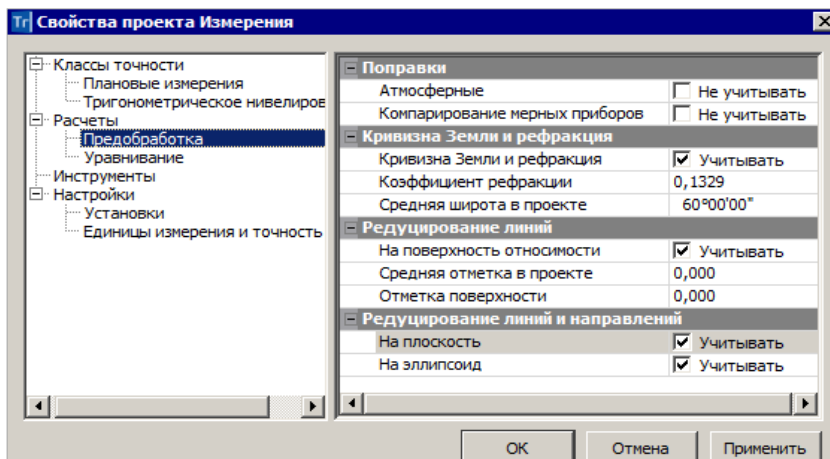 Tr Свойства проекта Измерения
Классы точности
Плановые измерения
Тригонометрическое нивелиров
Расчеты
Предобработка
Уравнивание
Инструменты
Настройки
Установки
Единицы измерения и точность
Поправки
Атмосферные Не учитывать
Компарирование мерных приборов Не учитывать
Кривизна Земли и рефракция
Кривизна Земли и рефракция Учитывать
Коэффициент рефракции 0,1329
Средняя широта в проекте 60°00'00"
Редуцирование линий
На поверхность относимости Учитывать
Средняя отметка в проекте 0,000
Отметка поверхности 0,000
Редуцирование линий и направлений
На плоскость Учитывать
На эллипсоид Учитывать
ОК Отмена Применить